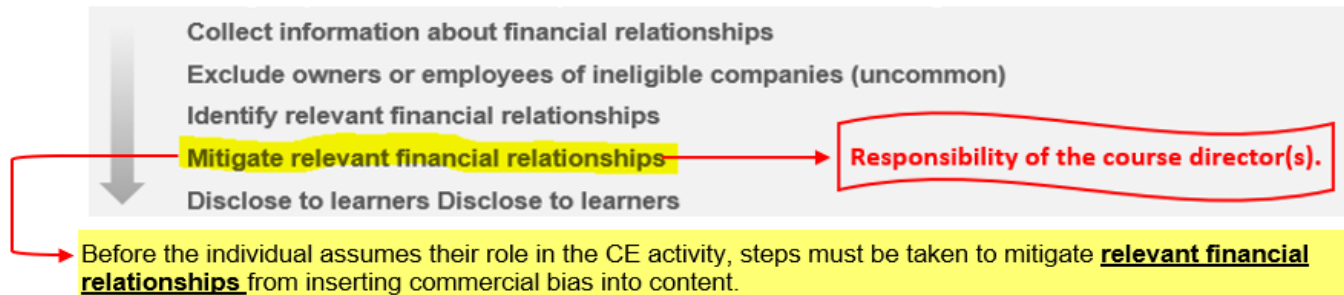 Collect information about financial relationships
Exclude owners or employees of ineligible companies (uncommon)
Identify relevant financial relationships
Mitigate relevant financial relationships
Responsibility of the course director(s).
Disclose to learners Disclose to learners
Before the individual assumes their role in the CE activity, steps must be taken to mitigate relevant financial
relationships from inserting commercial bias into content.